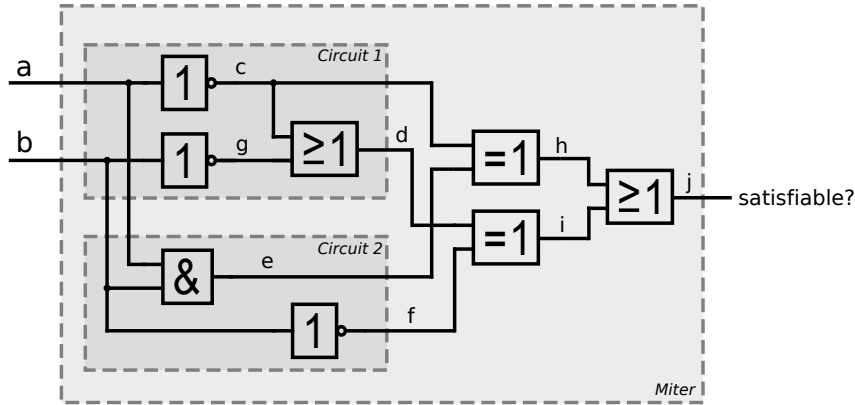 Circuit 1
a
1
c
b
1
g
≥1
d
=1
h
≥1
j
satisfiable?
=1
i
Circuit 2
&
e
1
f
Miter